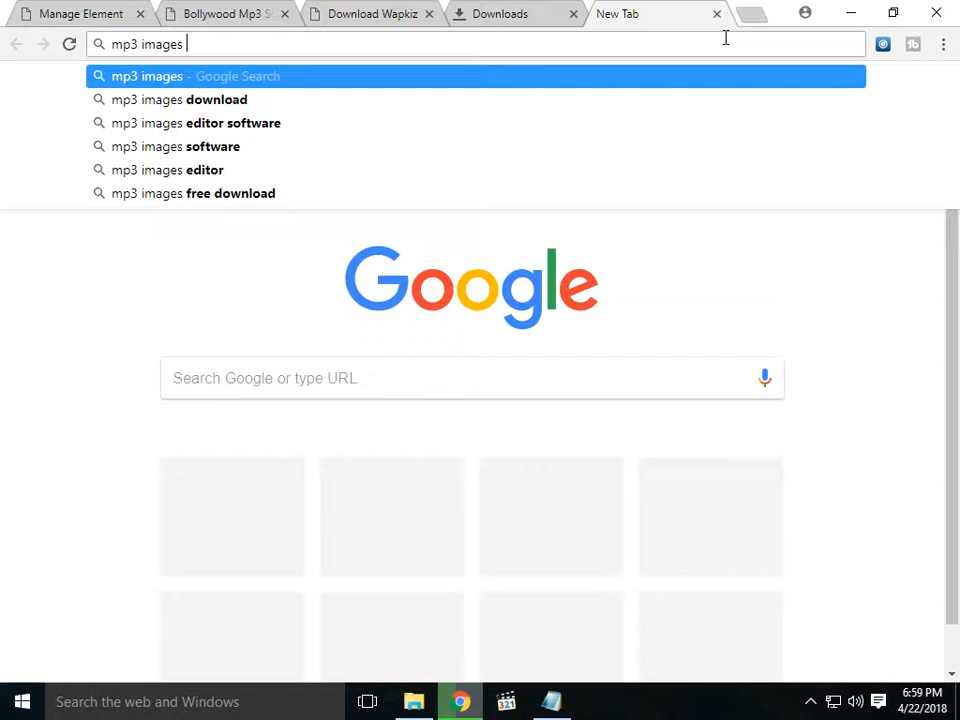 Manage Element
Bollywood Mp3 S
Download Wapkiz
Downloads
New Tab
mp3 images
mp3 images - Google Search
mp3 images download
mp3 images editor software
mp3 images software
mp3 images editor
mp3 images free download
Google
Search Google or type URL
Search the web and Windows
321
6:59 PM
4/22/2018